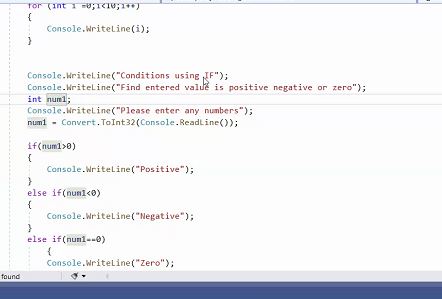 for (int i =0;i<10;i++)
{
Console.WriteLine(i);
}
Console.WriteLine("Conditions using IF");
Console.WriteLine("Find entered value is positive negative or zero");
int num1;
Console.WriteLine("Please enter any numbers");
num1 = Convert.ToInt32(Console.ReadLine());
if(num1>0)
{
Console.WriteLine("Positive");
}
else if(num1<0)
{
Console.WriteLine("Negative");
}
else if(num1==0)
{
Console.WriteLine("Zero");
found